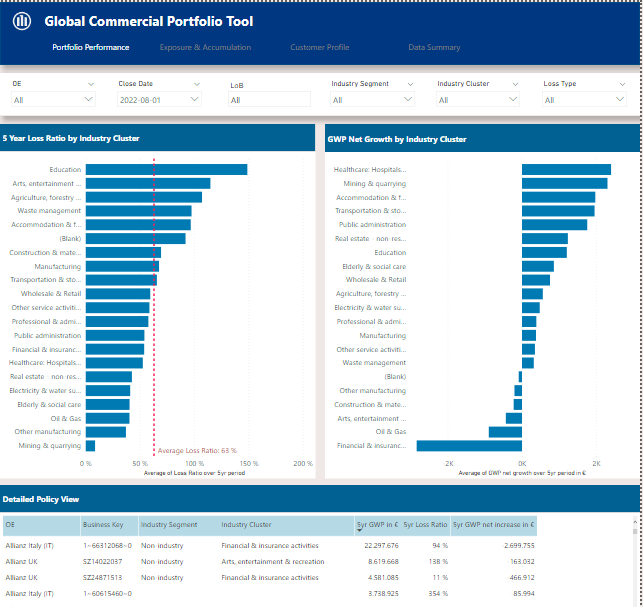 Global Commercial Portfolio Tool
Portfolio Performance Exposure & Accumulation Customer Profile Data Summary
OE Close Date LoB Industry Segment Industry Cluster Loss Type
All 2022-08-01 All All All All
5 Year Loss Ratio by Industry Cluster
Education
Arts, entertainment ...
Agriculture, forestry ...
Waste management
Accommodation & f...
(Blank)
Construction & mate...
Manufacturing
Transportation & sto...
Wholesale & Retail
Other service activiti...
Professional & admi...
Public administration
Financial & insuranc...
Healthcare: Hospitals...
Real estate - non-res...
Electricity & water su...
Elderly & social care
Oil & Gas
Other manufacturing
Mining & quarrying
Average Loss Ratio: 63 %
0 % 50 % 100 % 150 % 200 %
Average of Loss Ratio over 5yr period
GWP Net Growth by Industry Cluster
Healthcare: Hospitals...
Mining & quarrying
Accommodation & f...
Transportation & sto...
Public administration
Real estate - non-res...
Education
Elderly & social care
Wholesale & Retail
Agriculture, forestry ...
Electricity & water su...
Professional & admi...
Manufacturing
Other service activiti...
Waste management
(Blank)
Other manufacturing
Construction & mate...
Arts, entertainment ...
Oil & Gas
Financial & insuranc...
-2K 0K 2K
Average of GWP net growth over 5yr period in €
Detailed Policy View
OE Business Key Industry Segment Industry Cluster 5yr GWP in € 5yr Loss Ratio 5yr GWP net increase in €
Allianz Italy (IT) 1~66312068~0 Non industry Financial & insurance activities 22.297.676 94 % -2.699.755
Allianz UK SZ14022037 Non industry Arts, entertainment & recreation 8.619.668 138 % 163.032
Allianz UK SZ24871513 Non industry Financial & insurance activities 4.581.085 11 % 466.912
Allianz Italy (IT) 1~60615460~0 3.738.925 354 % 85.994